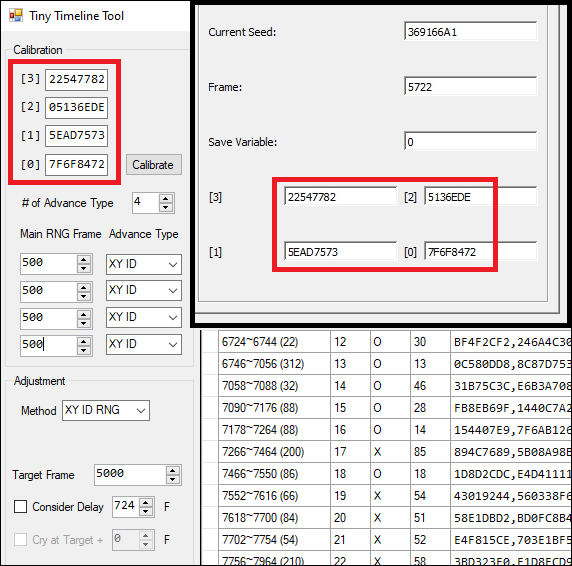 Tiny Timeline Tool
Calibration
[3] 22547782
[2] 05136EDE
[1] 5EAD7573
[0] 7F6F8472
Calibrate
# of Advance Type 4
Main RNG Frame Advance Type
500 XY ID
500 XY ID
500 XY ID
500 XY ID
Adjustment
Method XY ID RNG
Target Frame 5000
Consider Delay 724 F
Cry at Target + 0 F
Current Seed: 369166A1
Frame: 5722
Save Variable: 0
[3] 22547782 [2] 5136EDE
[1] 5EAD7573 [0] 7F6F8472
6724~6744 (22) 12 O 30 BF4F2CF2,246A4C30
6746~7056 (312) 13 O 13 0C580DD8,8C87D753
7058~7088 (32) 14 O 46 31B75C3C,E6B3A708
7090~7176 (88) 15 O 28 FB8EB69F,1440C7A2
7178~7264 (88) 16 O 14 154407E9,7F6AB126
7266~7464 (200) 17 X 85 894C7689,5B08A98B
7466~7550 (86) 18 O 18 1D8D2CDC,E4D41111
7552~7616 (66) 19 X 54 43019244,560338F6
7618~7700 (84) 20 X 51 58E1DBD2,BD0FC8B4
7702~7754 (54) 21 X 52 E4F815CE,703E1BF5
7756~7964 (210) 22 X 58 3BD323F0,F1D8FCD9